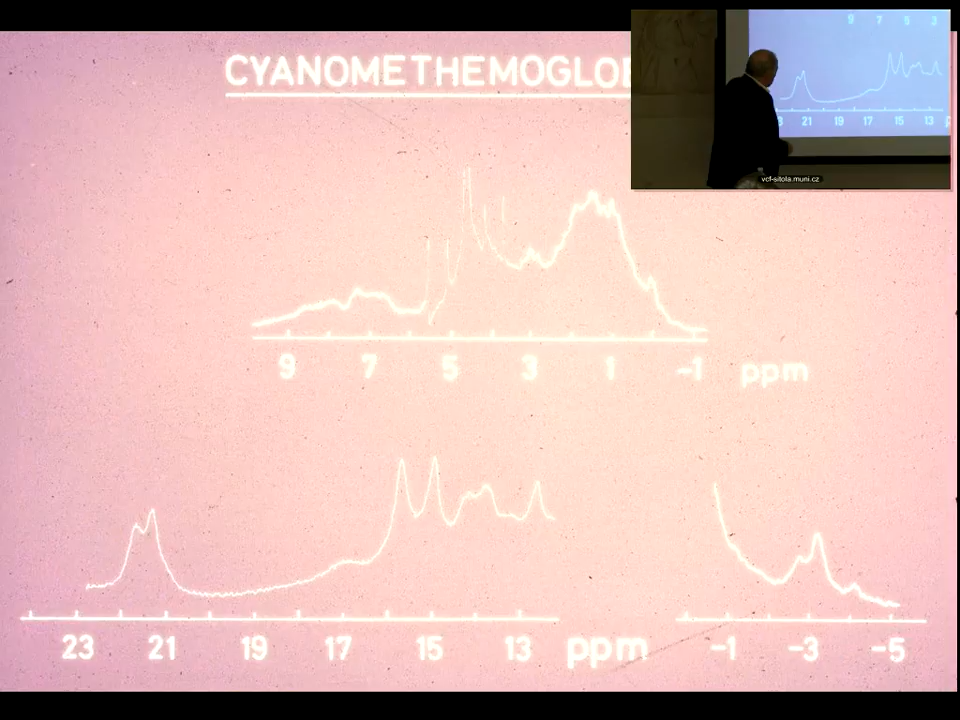 CYANOMETHEMOGLOB
9 7 5 3 1 -1 ppm
23 21 19 17 15 13 ppm -1 -3 -5
9 7 5 3
21 19 17 15 13
vcf-sitola.muni.cz